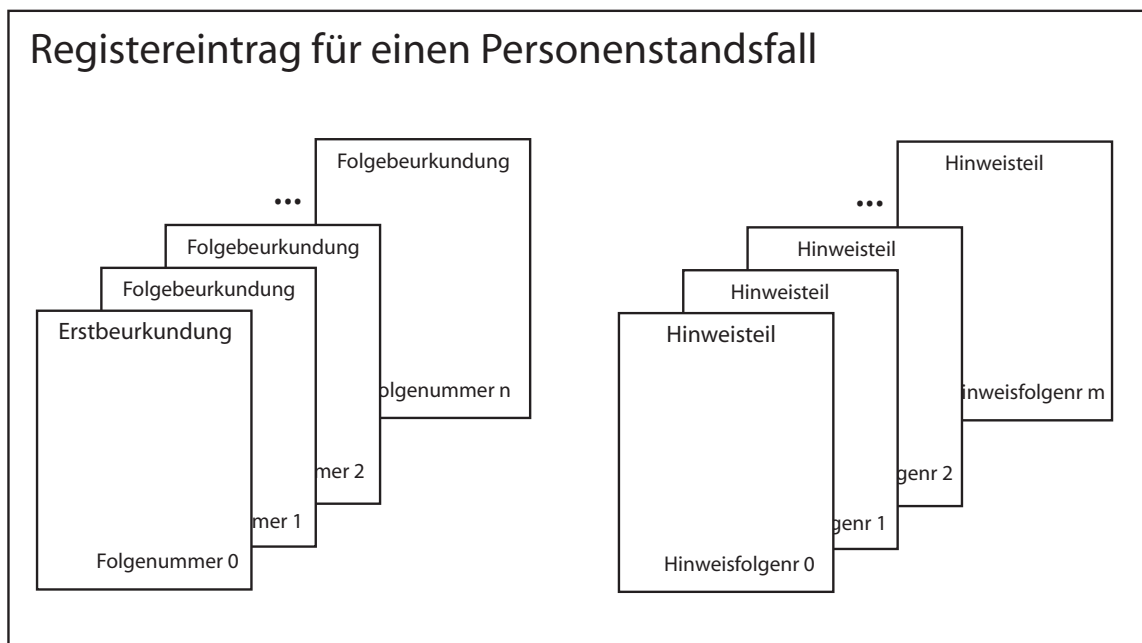 Registereintrag für einen Personenstandsfall
Folgebeurkundung
...
Folgebeurkundung
Folgebeurkundung
Erstbeurkundung
olgenummer n
mer 2
mer 1
Folgenummer 0
Hinweisteil
...
Hinweisteil
Hinweisteil
Hinweisteil
inweisfolgenr m
genr 2
genr 1
Hinweisfolgenr 0